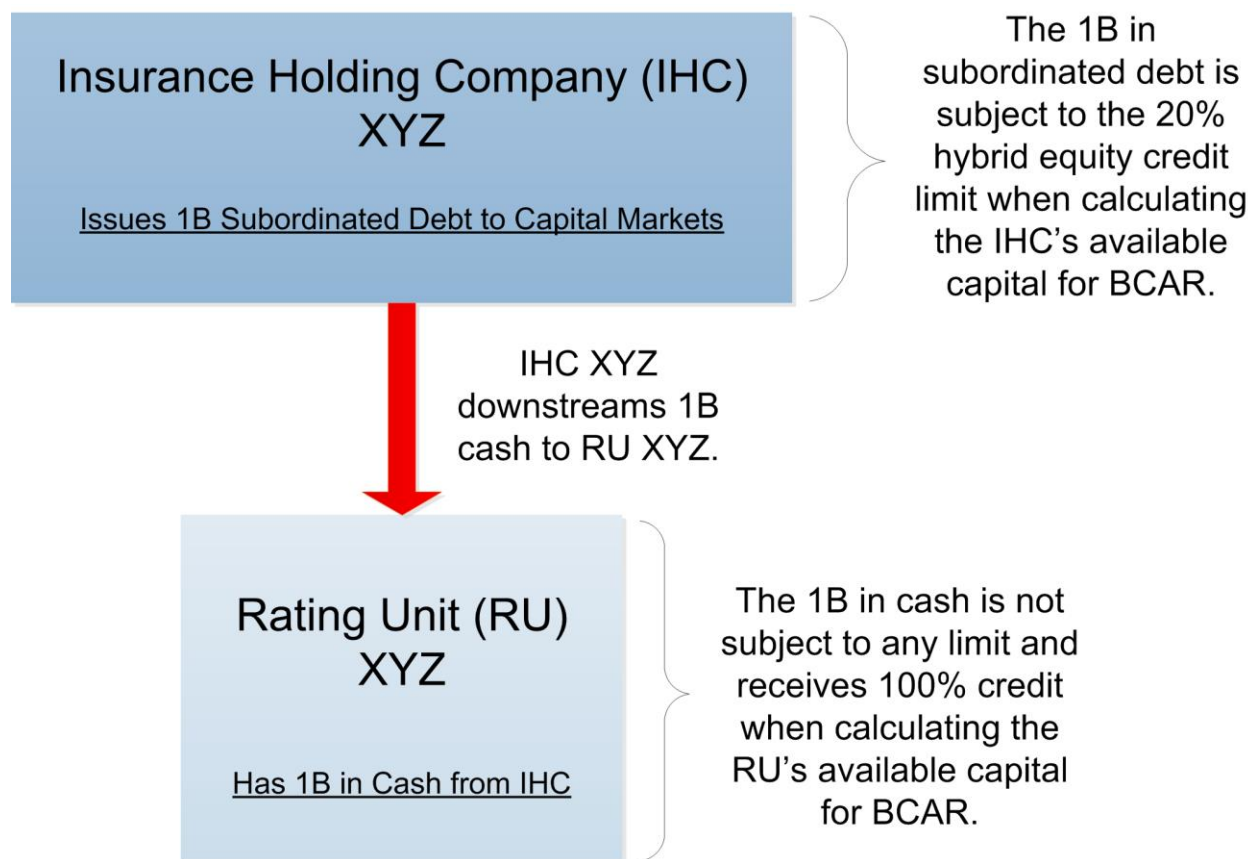 Insurance Holding Company (IHC)
XYZ
Issues 1B Subordinated Debt to Capital Markets
The 1B in
subordinated debt is
subject to the 20%
hybrid equity credit
limit when calculating
the IHC’s available
capital for BCAR.
IHC XYZ
downstreams 1B
cash to RU XYZ.
Rating Unit (RU)
XYZ
Has 1B in Cash from IHC
The 1B in cash is not
subject to any limit and
receives 100% credit
when calculating the
RU’s available capital
for BCAR.